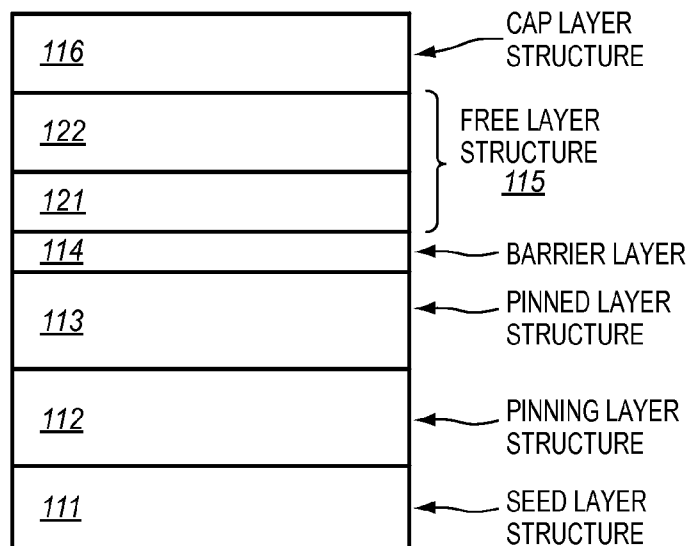 116
CAP LAYER
STRUCTURE
122
121
FREE LAYER
STRUCTURE
115
114
BARRIER LAYER
113
PINNED LAYER
STRUCTURE
112
PINNING LAYER
STRUCTURE
111
SEED LAYER
STRUCTURE